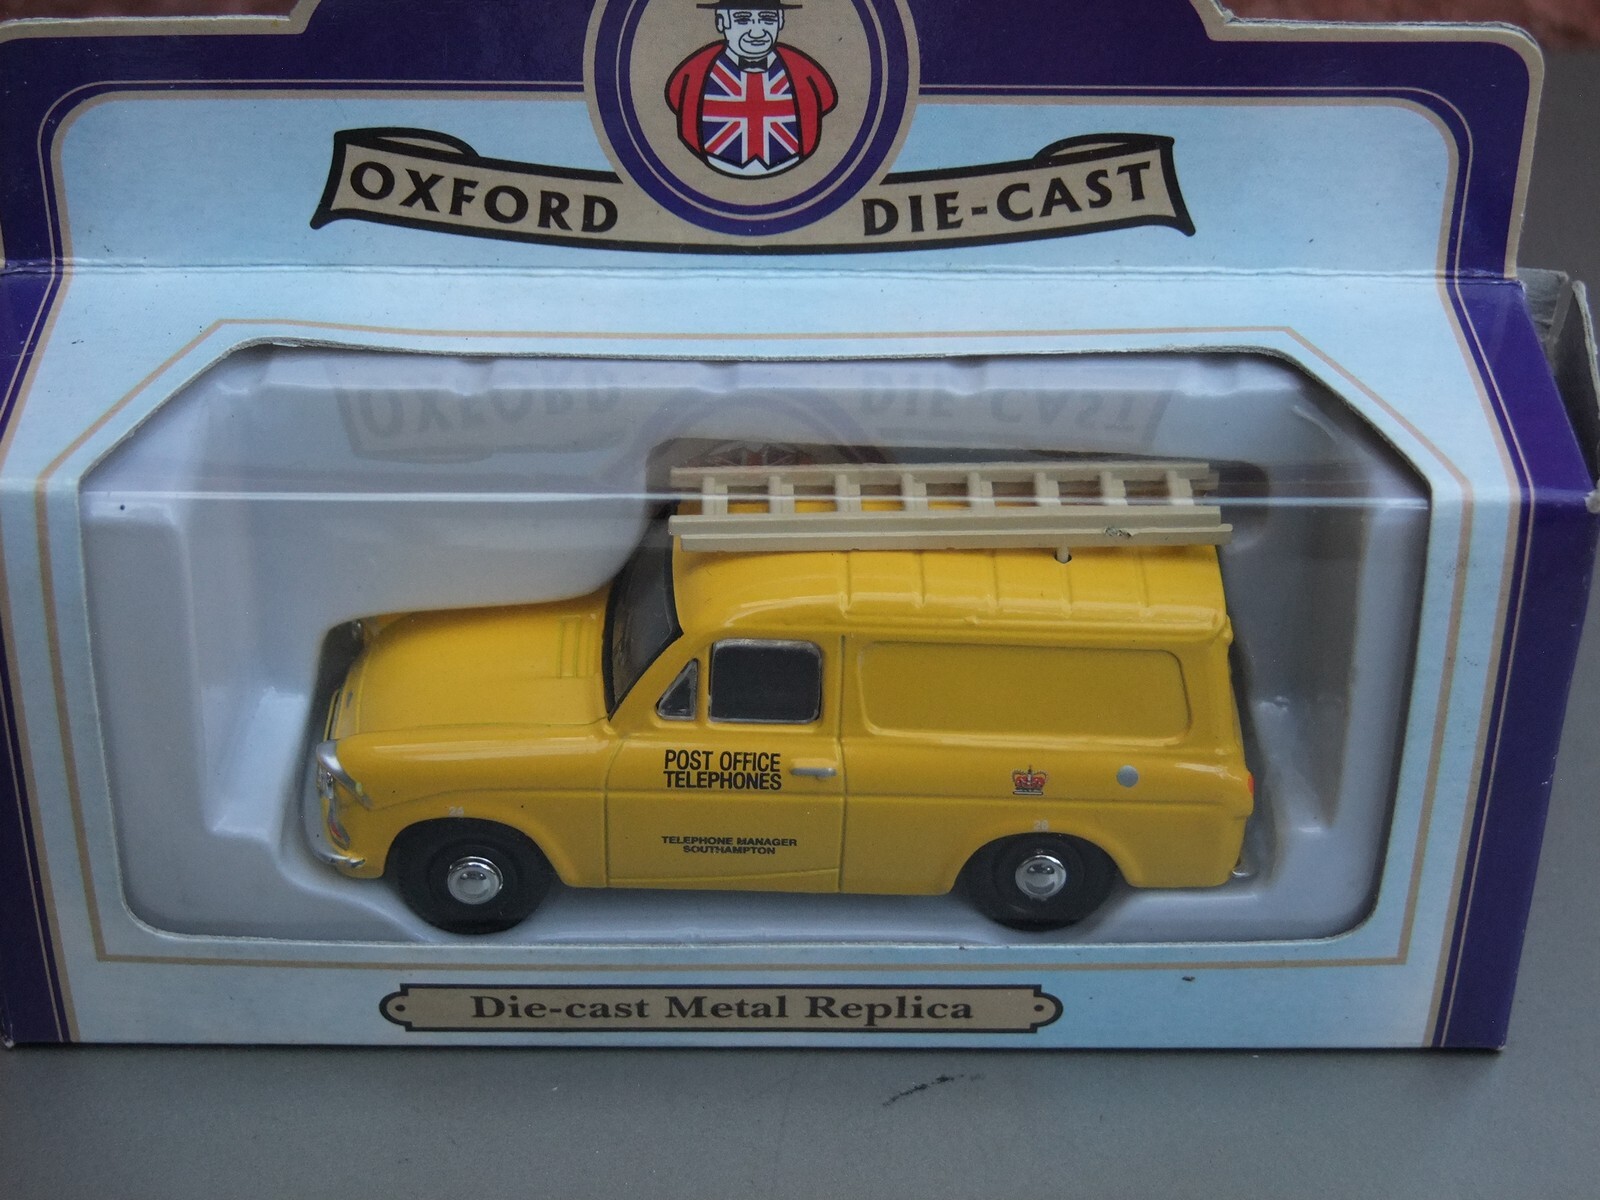 OXFORD DIE-CAST
POST OFFICE
TELEPHONES
TELEPHONE MANAGER
SOUTHAMPTON
Die-cast Metal Replica